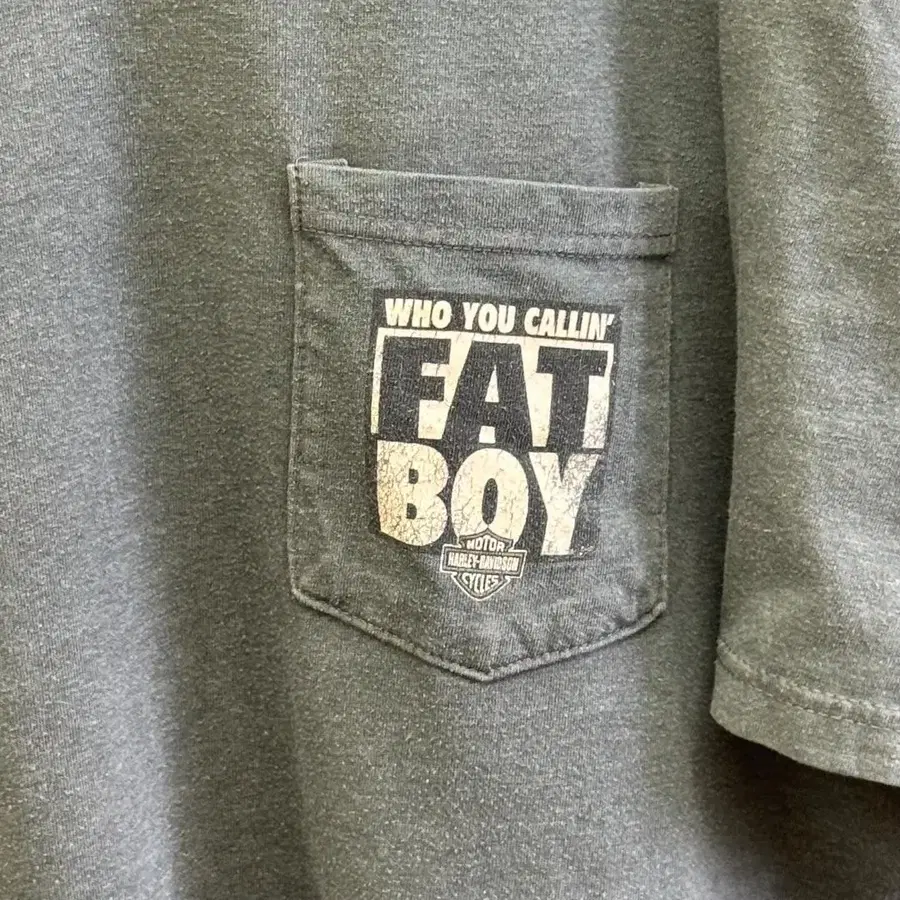 WHO YOU CALLIN'
FAT
BOY
MOTOR
HARLEY-DAVIDSON
CYCLES